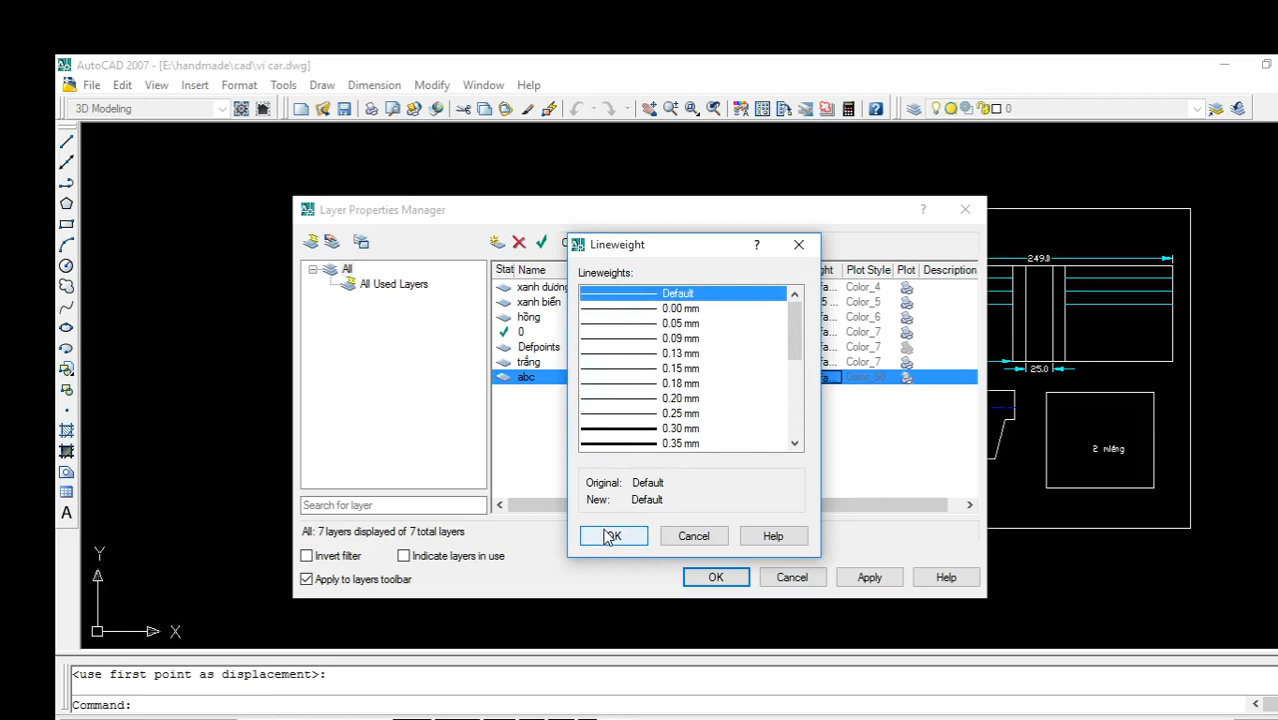 AutoCAD 2007 - [E:\handmade\cad\ví car.dwg]
File Edit View Insert Format Tools Draw Dimension Modify Window Help
3D Modeling
0
Layer Properties Manager
?
Lineweight
?
Lineweights:
All
All Used Layers
Name
Plot Style
Plot
Description
xanh dương
Color_4
xanh biển
Color_5
hồng
Color_6
0
Color_7
Defpoints
Color_7
trắng
Color_7
abc
Default
0.00 mm
0.05 mm
0.09 mm
0.13 mm
0.15 mm
0.18 mm
0.20 mm
0.25 mm
0.30 mm
0.35 mm
Original: Default
New: Default
OK
Cancel
Help
Search for layer
All: 7 layers displayed of 7 total layers
Invert filter
Indicate layers in use
Apply to layers toolbar
OK
Cancel
Apply
Help
249.0
25.0
2 miếng
Y
X
A
<use first point as displacement>:
Command: